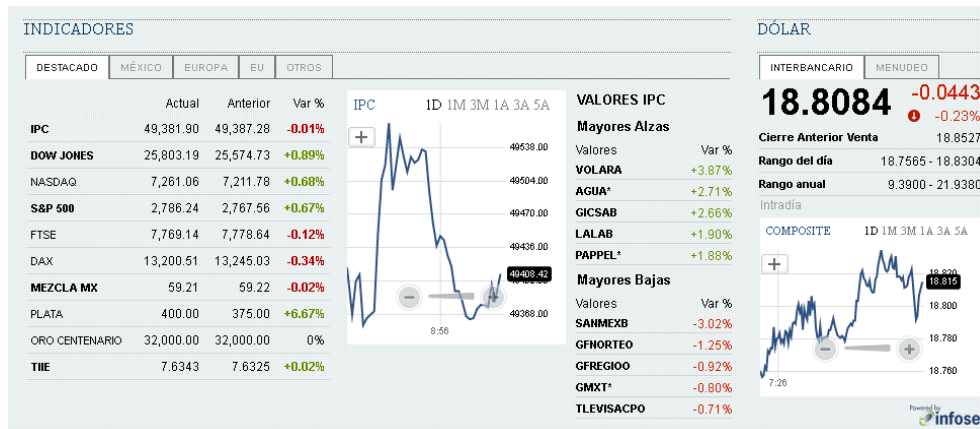 INDICADORES
DESTACADO MÉXICO EUROPA EU OTROS
Actual Anterior Var %
IPC 49,381.90 49,387.28 -0.01%
DOW JONES 25,803.19 25,574.73 +0.89%
NASDAQ 7,261.06 7,211.78 +0.68%
S&P 500 2,786.24 2,767.56 +0.67%
FTSE 7,769.14 7,778.64 -0.12%
DAX 13,200.51 13,245.03 -0.34%
MEZCLA MX 59.21 59.22 -0.02%
PLATA 400.00 375.00 +6.67%
ORO CENTENARIO 32,000.00 32,000.00 0%
TIIE 7.6343 7.6325 +0.02%
IPC 1D 1M 3M 1A 3A 5A
+
49538.00
49504.00
49470.00
49436.00
49408.42
49368.00
8:56
VALORES IPC
Mayores Alzas
Valores Var %
VOLARA +3.87%
AGUA* +2.71%
GICSAB +2.66%
LALAB +1.90%
PAPPEL* +1.88%
Mayores Bajas
Valores Var %
SANMEXB -3.02%
GFNORTEO -1.25%
GFREGIOO -0.92%
GMXT* -0.80%
TLEVISACPO -0.71%
DÓLAR
INTERBANCARIO MENUDEO
18.8084 -0.0443
-0.23%
Cierre Anterior Venta 18.8527
Rango del día 18.7565 - 18.8304
Rango anual 9.3900 - 21.9380
Intradía
COMPOSITE 1D 1M 3M 1A 3A 5A
+
18.815
18.800
18.780
18.760
7:26
Powered by
infose